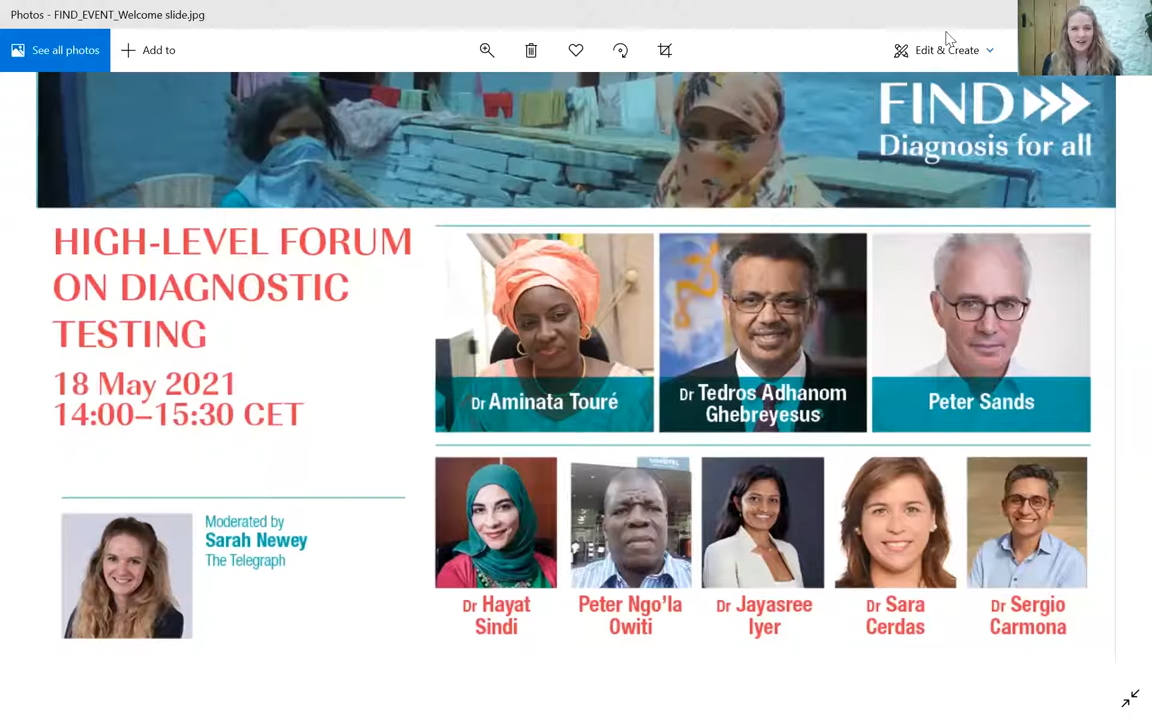 Photos - FIND_EVENT_Welcome slide.jpg
See all photos
Add to
Edit & Create
FIND
Diagnosis for all
HIGH-LEVEL FORUM
ON DIAGNOSTIC
TESTING
18 May 2021
14:00–15:30 CET
Dr Aminata Touré
Dr Tedros Adhanom
Ghebreyesus
Peter Sands
Moderated by
Sarah Newey
The Telegraph
Dr Hayat
Sindi
Peter Ngo'la
Owiti
Dr Jayasree
Iyer
Dr Sara
Cerdas
Dr Sergio
Carmona